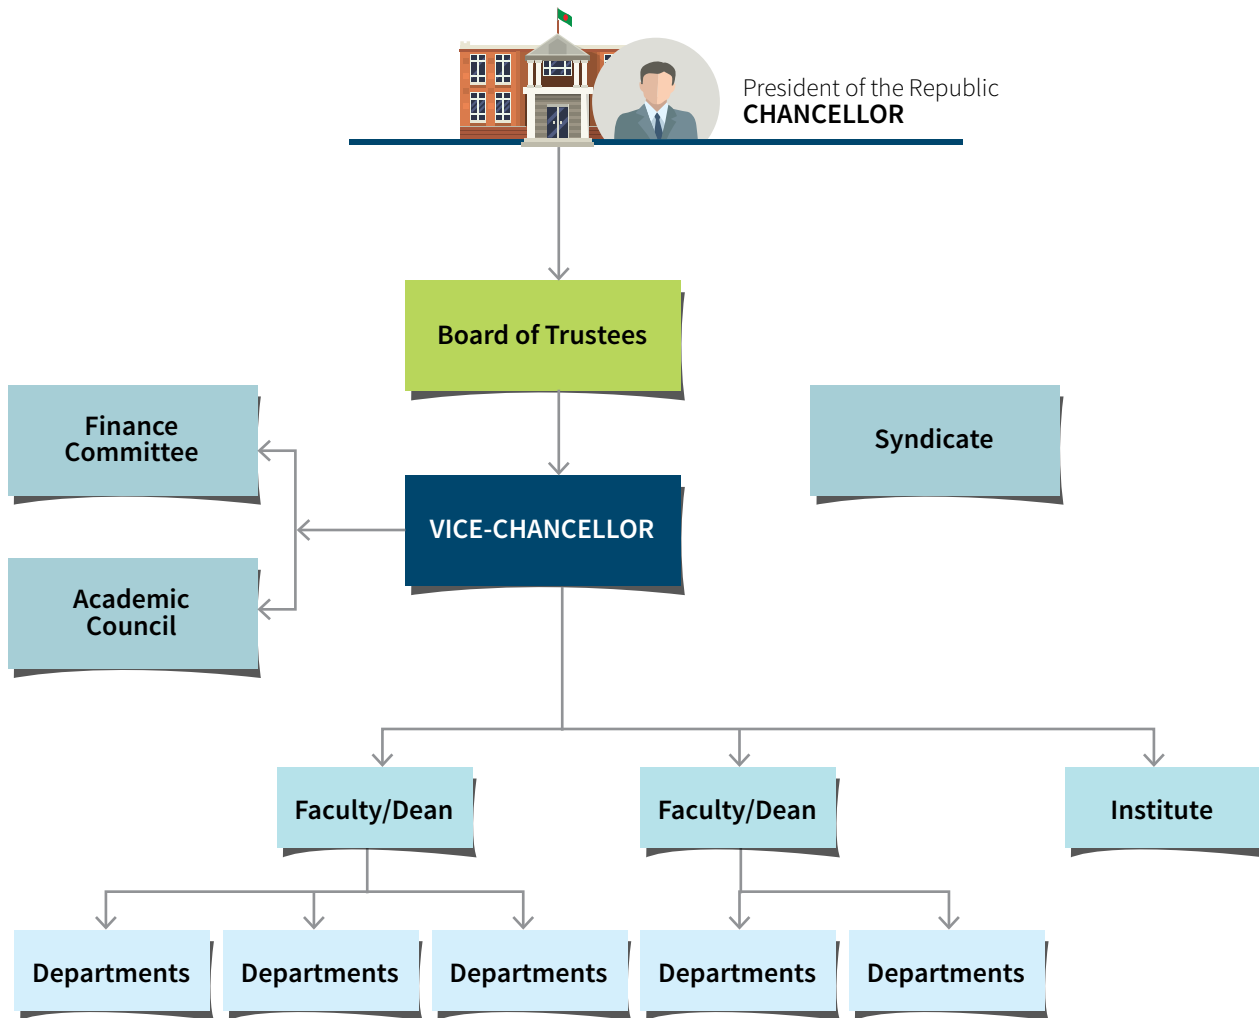 President of the Republic
CHANCELLOR
Board of Trustees
Finance
Committee
Syndicate
VICE-CHANCELLOR
Academic
Council
Faculty/Dean
Faculty/Dean
Institute
Departments
Departments
Departments
Departments
Departments